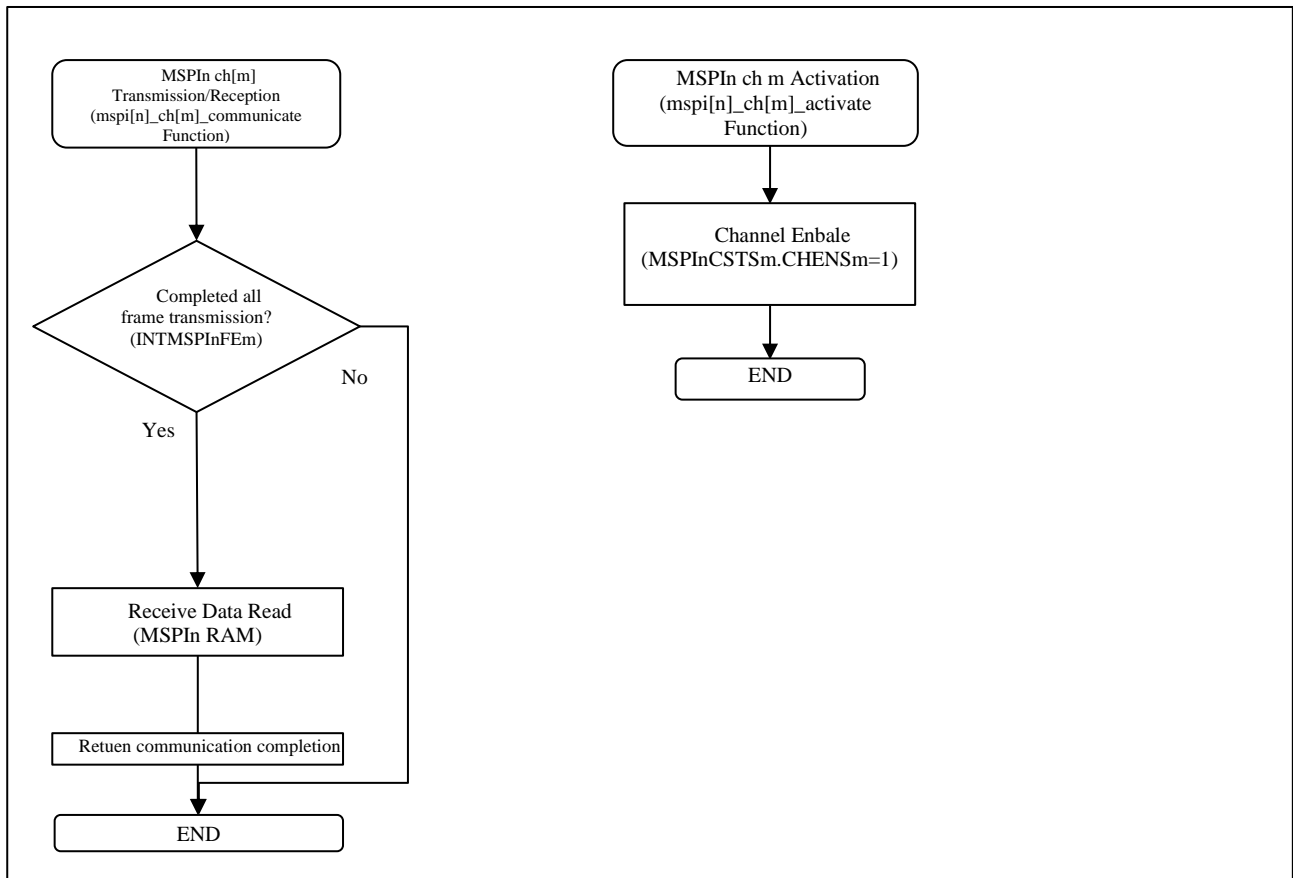 MSPIn ch[m]
Transmission/Reception
(mspi[n]_ch[m]_communicate
Function)
Completed all
frame transmission?
(INTMSPInFEm)
No
Yes
Receive Data Read
(MSPIn RAM)
Retuen communication completion
END
MSPIn ch m Activation
(mspi[n]_ch[m]_activate
Function)
Channel Enbale
(MSPInCSTSm.CHENSm=1)
END